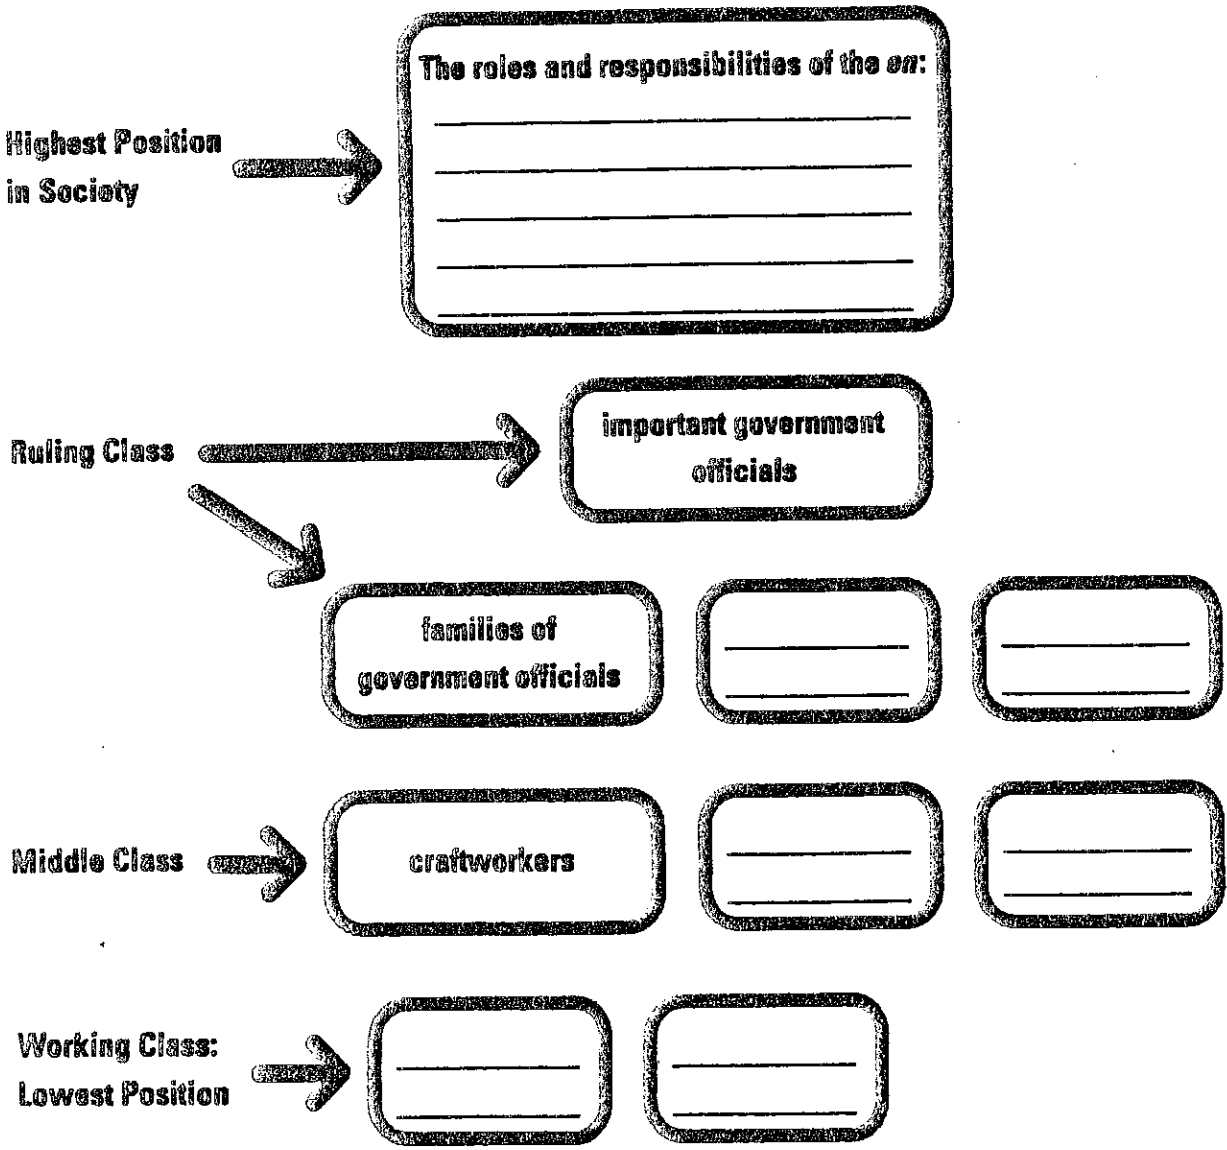 The roles and responsibilities of the en:
Highest Position
in Society
Ruling Class
important government
officials
families of
government officials
Middle Class
craftworkers
Working Class:
Lowest Position